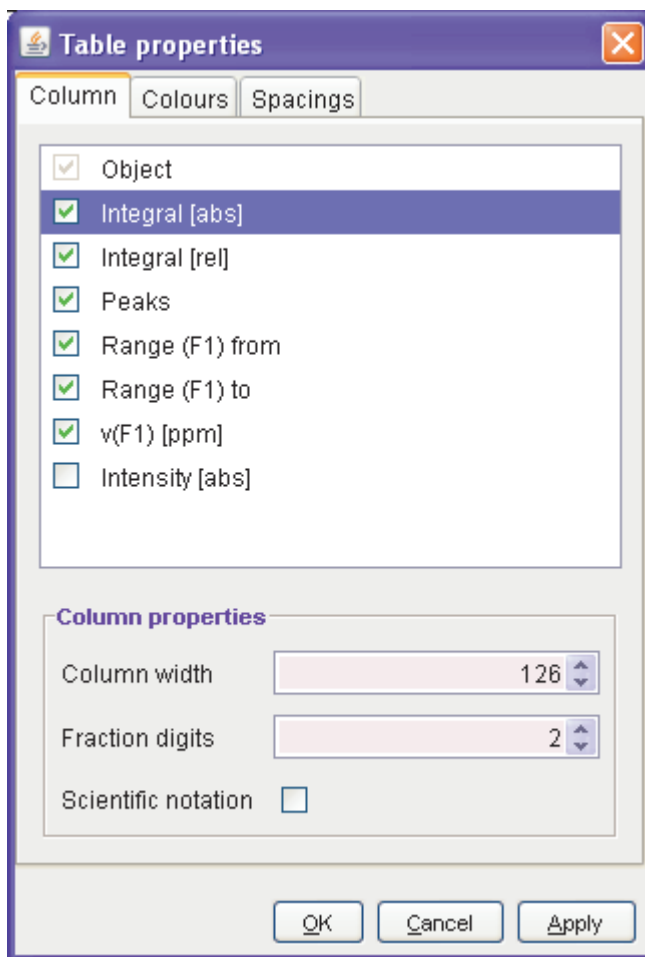 Table properties
Column Colours Spacings
Object
Integral [abs]
Integral [rel]
Peaks
Range (F1) from
Range (F1) to
v(F1) [ppm]
Intensity [abs]
Column properties
Column width 126
Fraction digits 2
Scientific notation
OK Cancel Apply